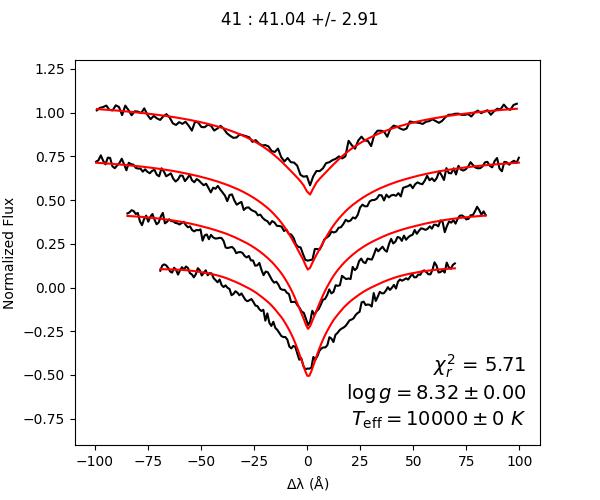 41 : 41.04 +/- 2.91
Normalized Flux
1.25
1.00
0.75
0.50
0.25
0.00
−0.25
−0.50
−0.75
χ²ᵣ = 5.71
log g = 8.32 ± 0.00
T_eff = 10000 ± 0 K
−100 −75 −50 −25 0 25 50 75 100
Δλ (Å)